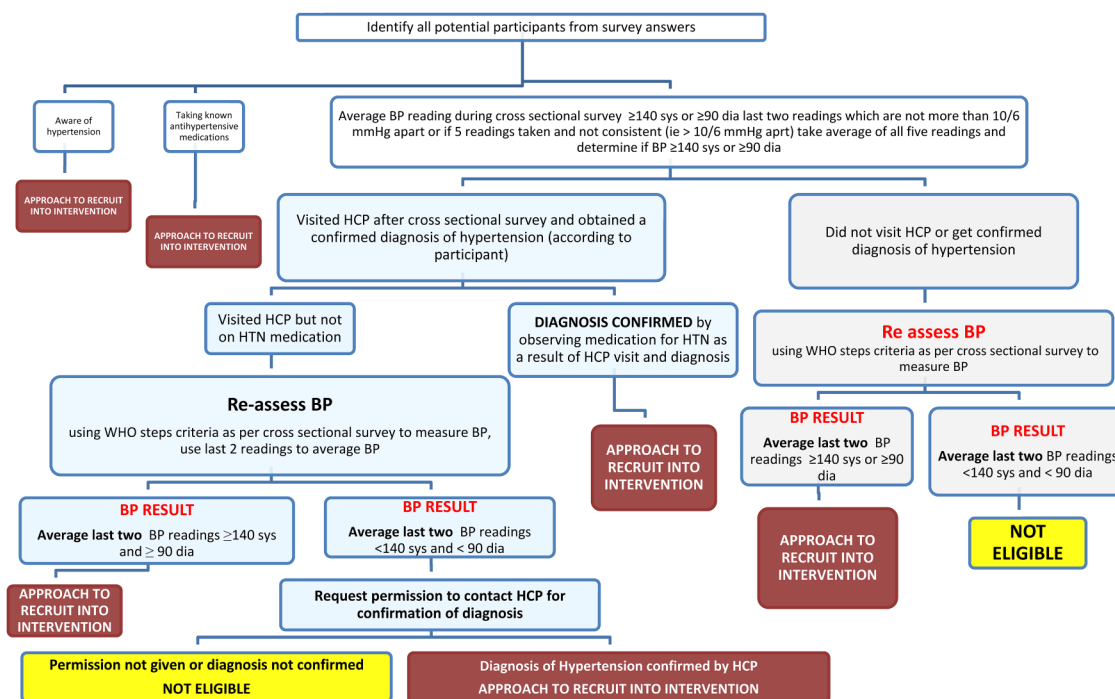 Identify all potential participants from survey answers
Aware of
hypertension
Taking known
antihypertensive
medications
Average BP reading during cross sectional survey ≥140 sys or ≥90 dia last two readings which are not more than 10/6
mmHg apart or if 5 readings taken and not consistent (ie > 10/6 mmHg aprt) take average of all five readings and
determine if BP ≥140 sys or ≥90 dia
APPROACH TO RECRUIT
INTO INTERVENTION
APPROACH TO RECRUIT
INTO INTERVENTION
Visited HCP after cross sectional survey and obtained a
confirmed diagnosis of hypertension (according to
participant)
Did not visit HCP or get confirmed
diagnosis of hypertension
Visited HCP but not
on HTN medication
DIAGNOSIS CONFIRMED by
observing medication for HTN as
a result of HCP visit and diagnosis
Re assess BP
using WHO steps criteria as per cross sectional survey to
measure BP
Re-assess BP
using WHO steps criteria as per cross sectional survey to measure BP,
use last 2 readings to average BP
APPROACH TO
RECRUIT INTO
INTERVENTION
BP RESULT
Average last two BP
readings ≥140 sys or ≥90
dia
BP RESULT
Average last two BP readings
<140 sys and < 90 dia
BP RESULT
Average last two BP readings ≥140 sys
and ≥ 90 dia
BP RESULT
Average last two BP readings
<140 sys and < 90 dia
APPROACH TO
RECRUIT INTO
INTERVENTION
NOT
ELIGIBLE
APPROACH TO
RECRUIT INTO
INTERVENTION
Request permission to contact HCP for
confirmation of diagnosis
Permission not given or diagnosis not confirmed
NOT ELIGIBLE
Diagnosis of Hypertension confirmed by HCP
APPROACH TO RECRUIT INTO INTERVENTION